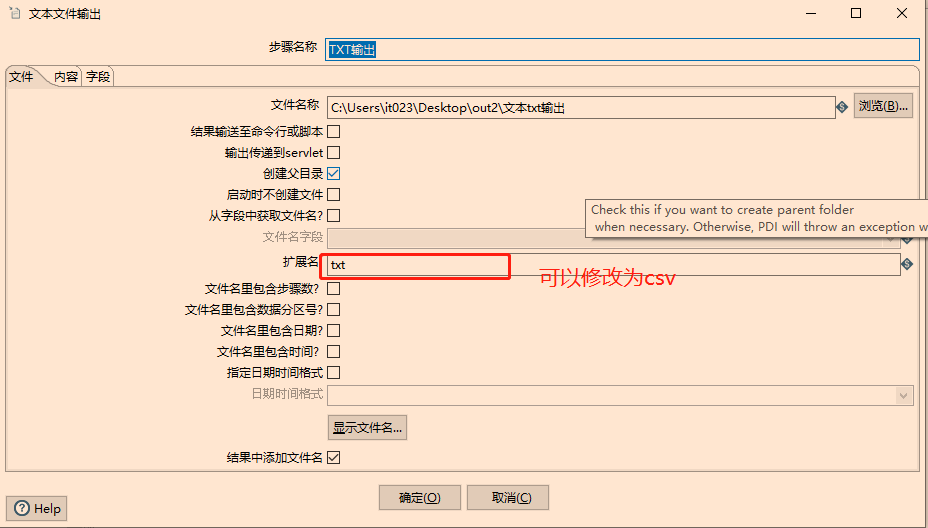 文本文件输出
步骤名称 TXT输出
文件 内容 字段
文件名称 C:\Users\it023\Desktop\out2\文本txt输出 浏览(B)...
结果输送至命令行或脚本
输出传递到servlet
创建父目录
启动时不创建文件
从字段中获取文件名?
Check this if you want to create parent folder
when necessary. Otherwise, PDI will throw an exception w
文件名字段
扩展名 txt
可以修改为csv
文件名里包含步骤数?
文件名里包含数据分区号?
文件名里包含日期?
文件名里包含时间?
指定日期时间格式
日期时间格式
显示文件名...
结果中添加文件名
确定(O) 取消(C)
Help